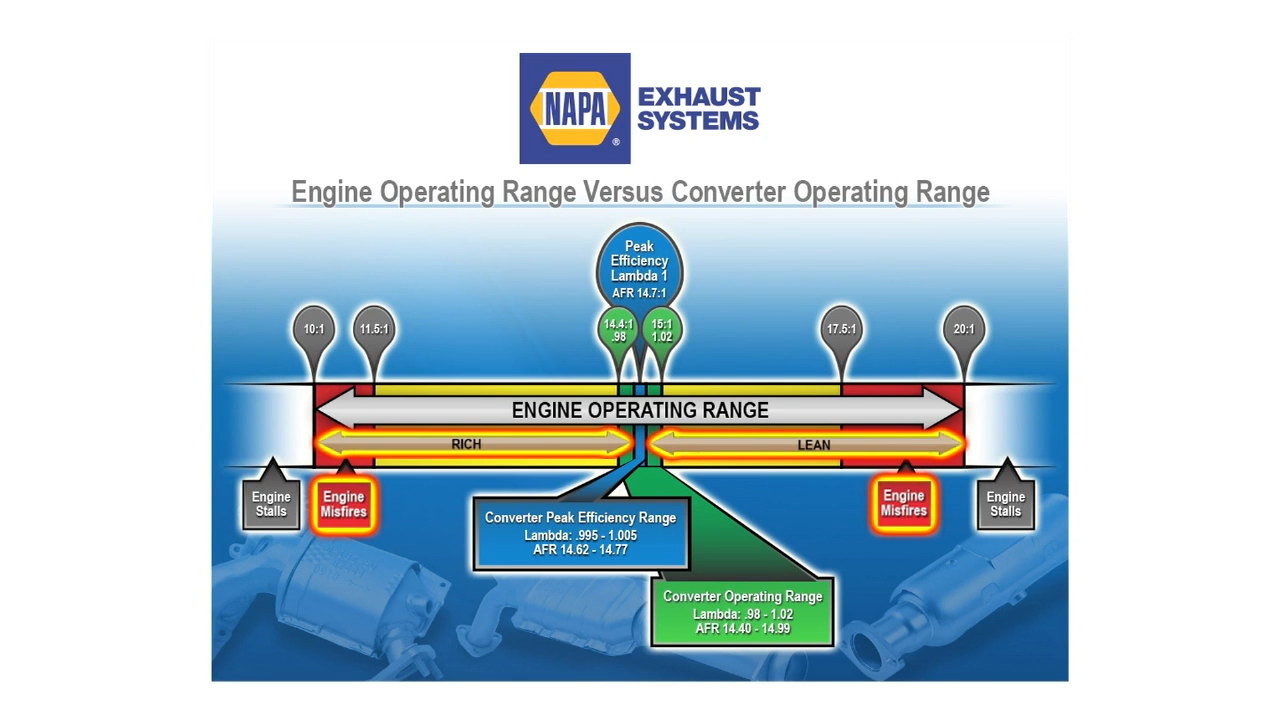 NAPA
®
EXHAUST
SYSTEMS
Engine Operating Range Versus Converter Operating Range
Peak
Efficiency
Lambda 1
AFR 14.7:1
10:1
11.5:1
14.4:1
.98
15:1
1.02
17.5:1
20:1
ENGINE OPERATING RANGE
RICH
LEAN
Engine
Stalls
Engine
Misfires
Engine
Misfires
Engine
Stalls
Converter Peak Efficiency Range
Lambda: .995 - 1.005
AFR 14.62 - 14.77
Converter Operating Range
Lambda: .98 - 1.02
AFR 14.40 - 14.99